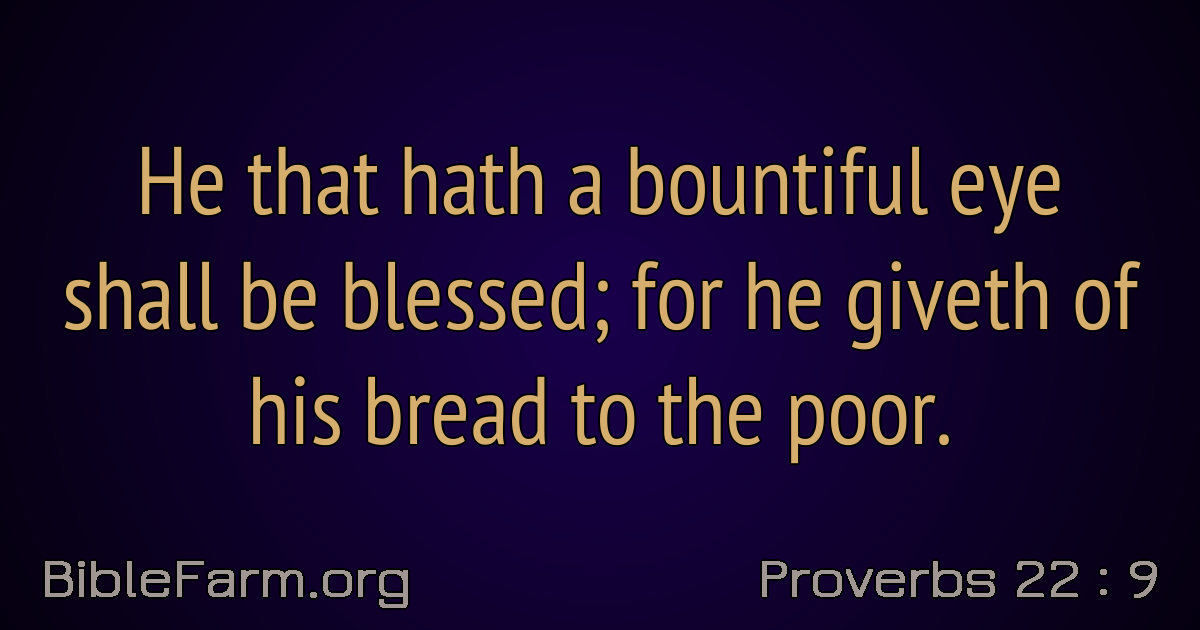 He that hath a bountiful eye
shall be blessed; for he giveth of
his bread to the poor.
BibleFarm.org
Proverbs 22 : 9